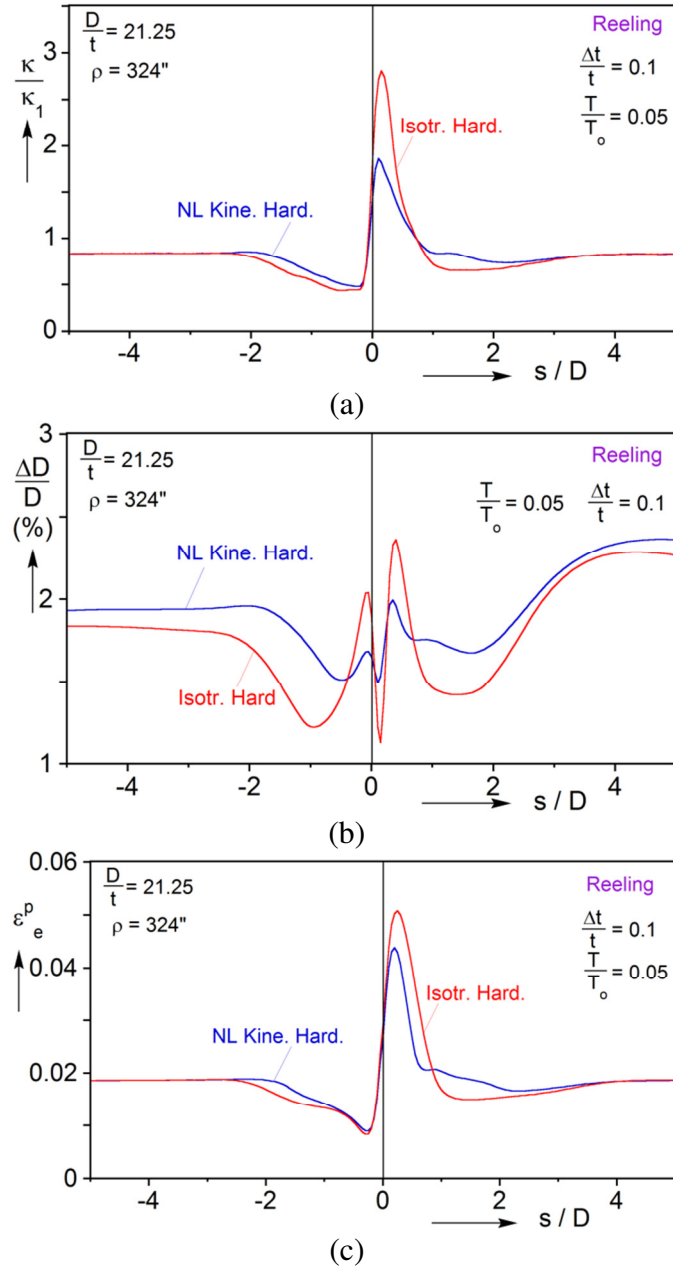 3
2
1
0
κ
κ₁
D
t
= 21.25
ρ = 324"
Reeling
Δt
t
= 0.1
T
Tₒ
= 0.05
Isotr. Hard.
NL Kine. Hard.
-4 -2 0 2 4
s / D
(a)
3
2
1
ΔD
D
(%)
D
t
= 21.25
ρ = 324"
Reeling
T
Tₒ
= 0.05
Δt
t
= 0.1
NL Kine. Hard.
Isotr. Hard
-4 -2 0 2 4
s / D
(b)
0.06
0.04
0.02
0
εᵖₑ
D
t
= 21.25
ρ = 324"
Reeling
Δt
t
= 0.1
T
Tₒ
= 0.05
Isotr. Hard.
NL Kine. Hard.
-4 -2 0 2 4
s / D
(c)